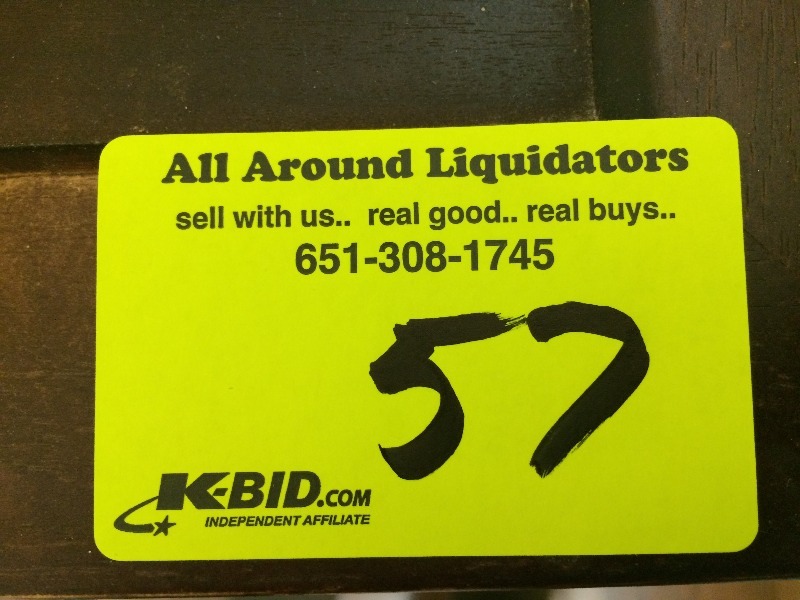 All Around Liquidators
sell with us.. real good.. real buys..
651-308-1745
57
K-BID.COM
INDEPENDENT AFFILIATE